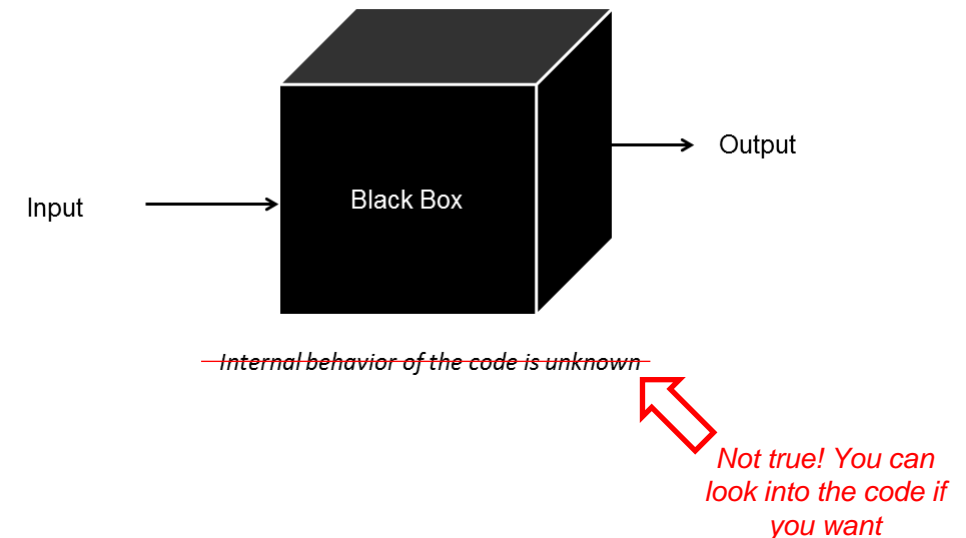 Output
Input
Black Box
Internal behavior of the code is unknown
Not true! You can
look into the code if
you want